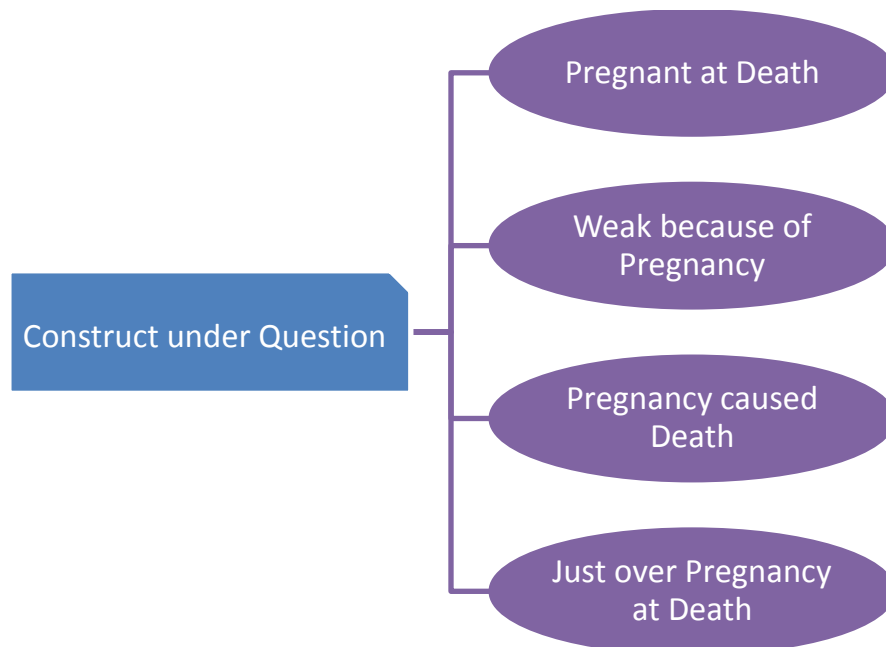 Pregnant at Death
Weak because of
Pregnancy
Construct under Question
Pregnancy caused
Death
Just over Pregnancy
at Death